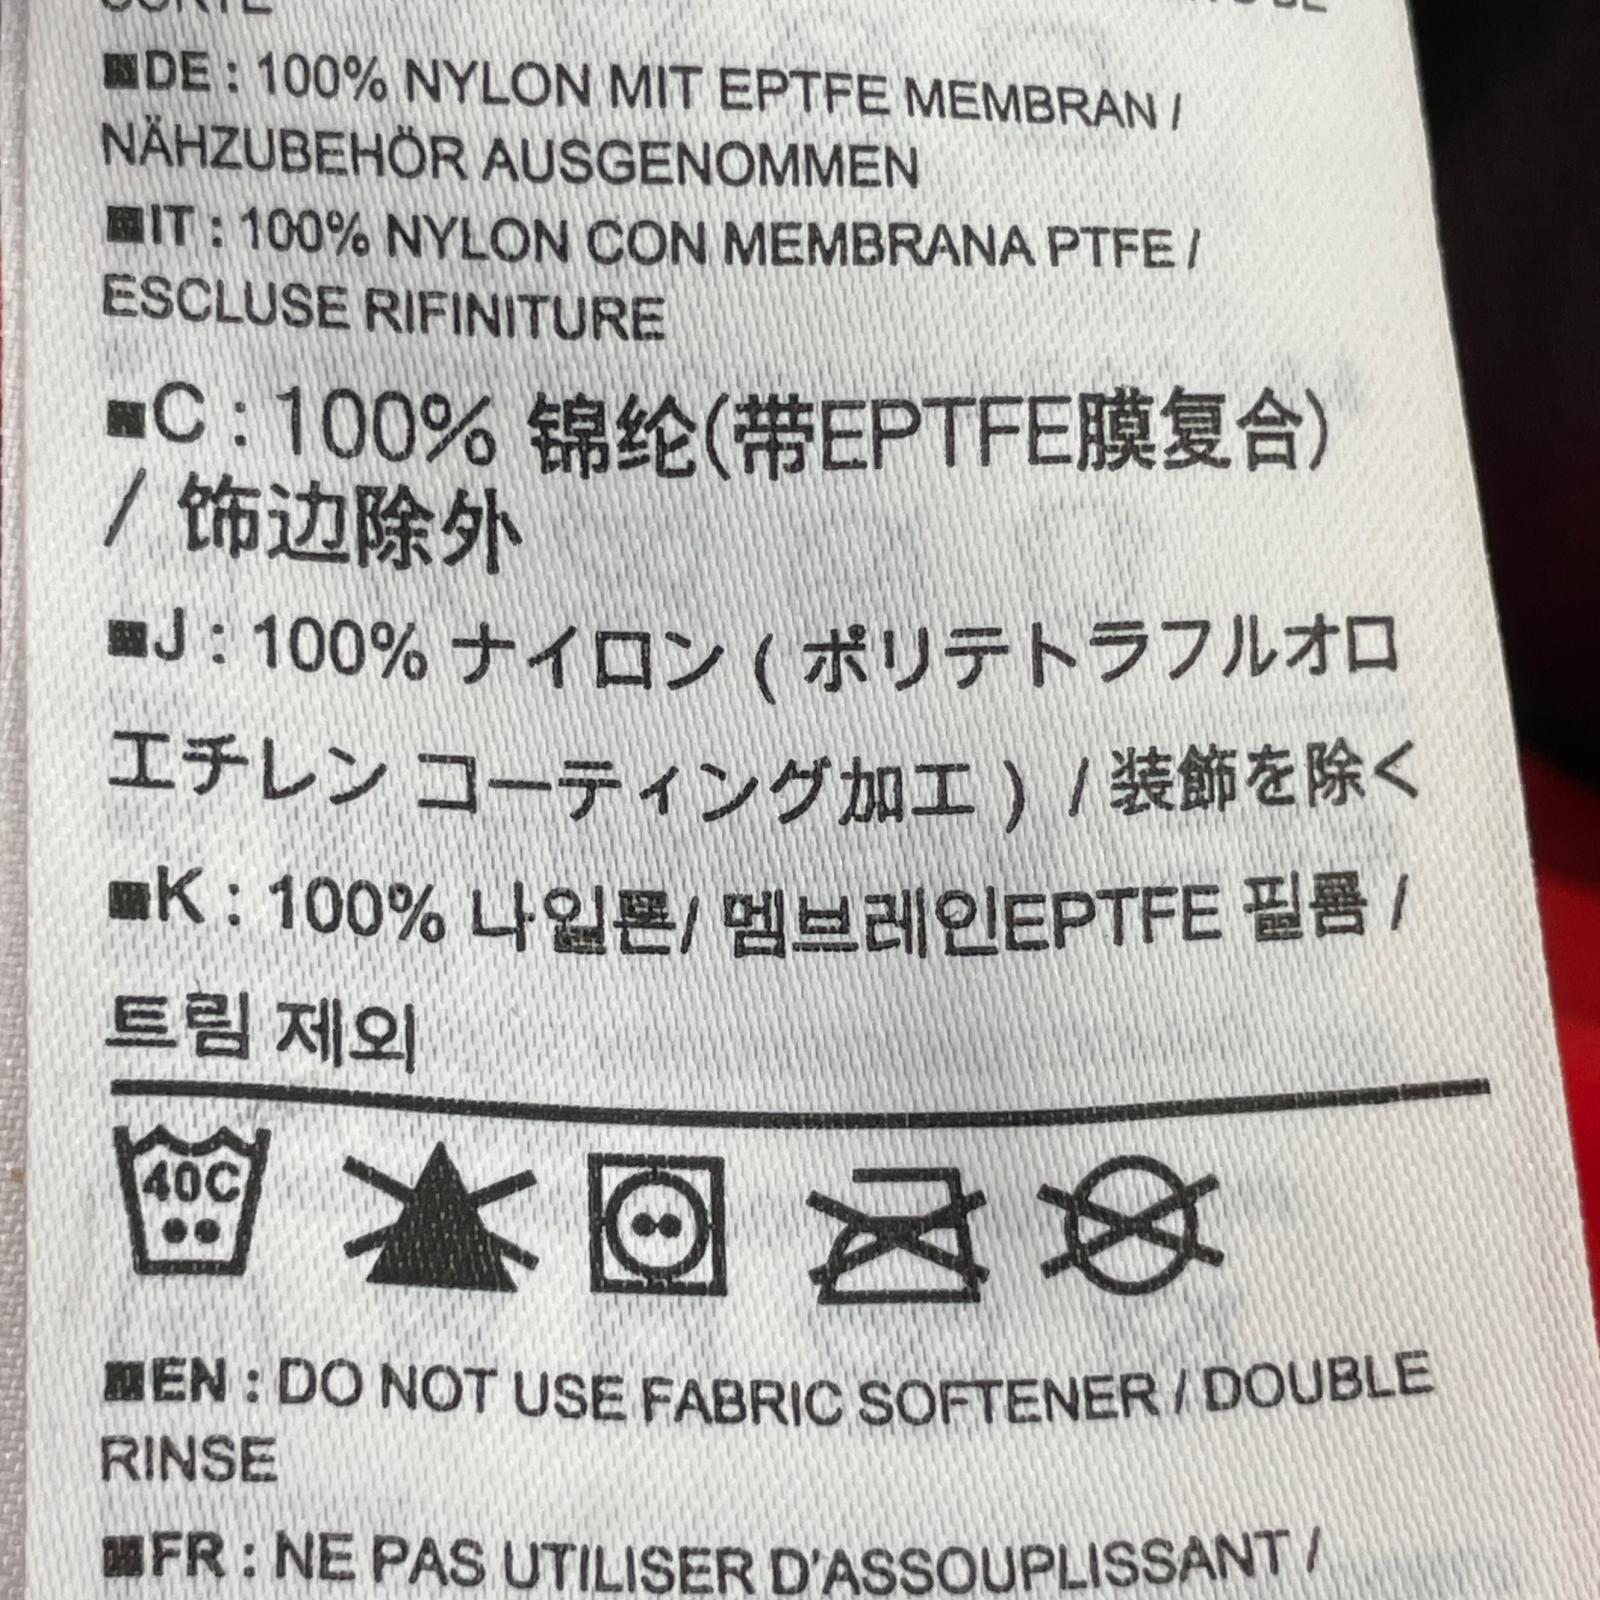 ■DE : 100% NYLON MIT EPTFE MEMBRAN /
NÄHZUBEHÖR AUSGENOMMEN
■IT : 100% NYLON CON MEMBRANA PTFE /
ESCLUSE RIFINITURE
■C : 100% 锦纶(带EPTFE膜复合)
/ 饰边除外
■J : 100% ナイロン ( ポリテトラフルオロ
エチレン コーティング加工 ) / 装飾を除く
■K : 100% 나일론/ 멤브레인EPTFE 필름 /
트림 제외
40C
■EN : DO NOT USE FABRIC SOFTENER / DOUBLE
RINSE
■FR : NE PAS UTILISER D'ASSOUPLISSANT /